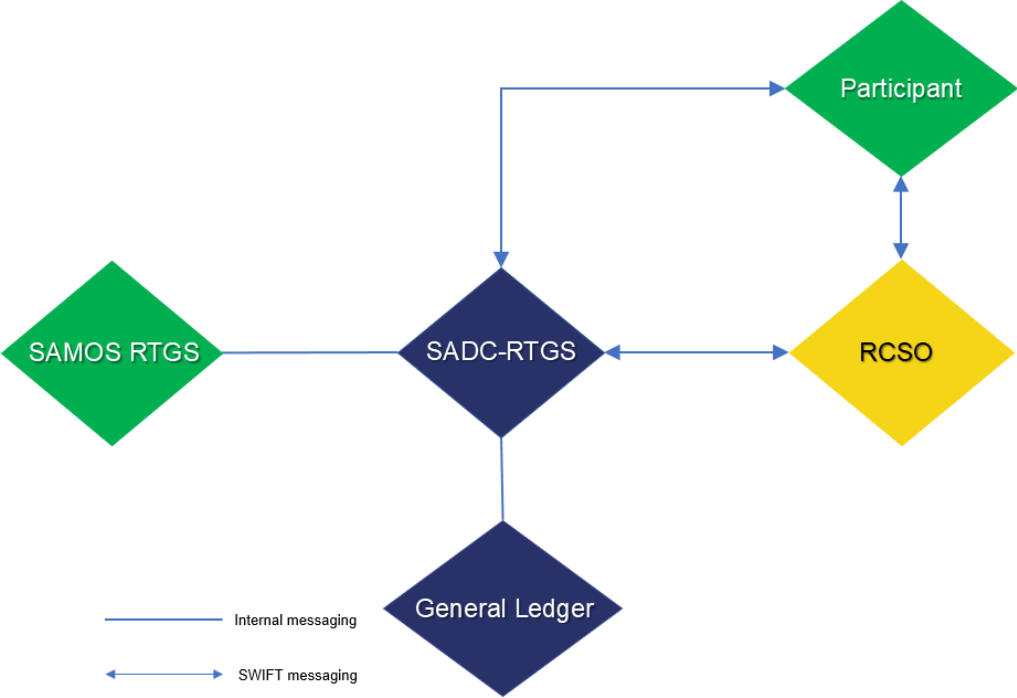 Participant
SAMOS RTGS
SADC-RTGS
RCSO
General Ledger
Internal messaging
SWIFT messaging